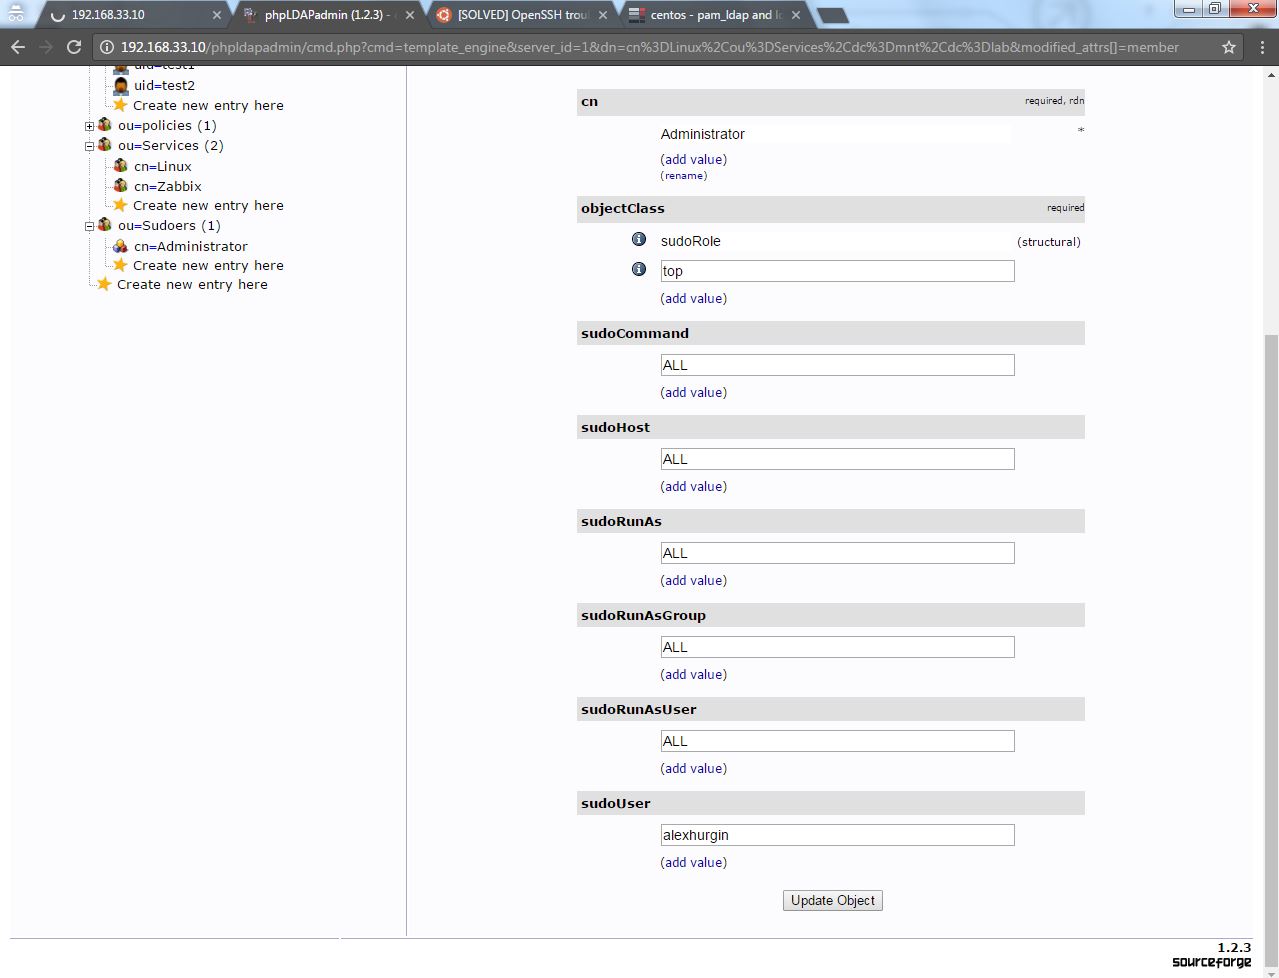 192.168.33.10
phpLDAPadmin (1.2.3) -
[SOLVED] OpenSSH trou
centos - pam_ldap and
192.168.33.10/phpldapadmin/cmd.php?cmd=template_engine&server_id=1&dn=cn%3DLinux%2Cou%3DServices%2Cdc%3Dmnt%2Cdc%3Dlab&modified_attrs[]=member
uid=test1
uid=test2
Create new entry here
ou=policies (1)
ou=Services (2)
cn=Linux
cn=Zabbix
Create new entry here
ou=Sudoers (1)
cn=Administrator
Create new entry here
Create new entry here
cn required, rdn
Administrator *
(add value)
(rename)
objectClass required
sudoRole (structural)
top
(add value)
sudoCommand
ALL
(add value)
sudoHost
ALL
(add value)
sudoRunAs
ALL
(add value)
sudoRunAsGroup
ALL
(add value)
sudoRunAsUser
ALL
(add value)
sudoUser
alexhurgin
(add value)
Update Object
1.2.3
sourceforge